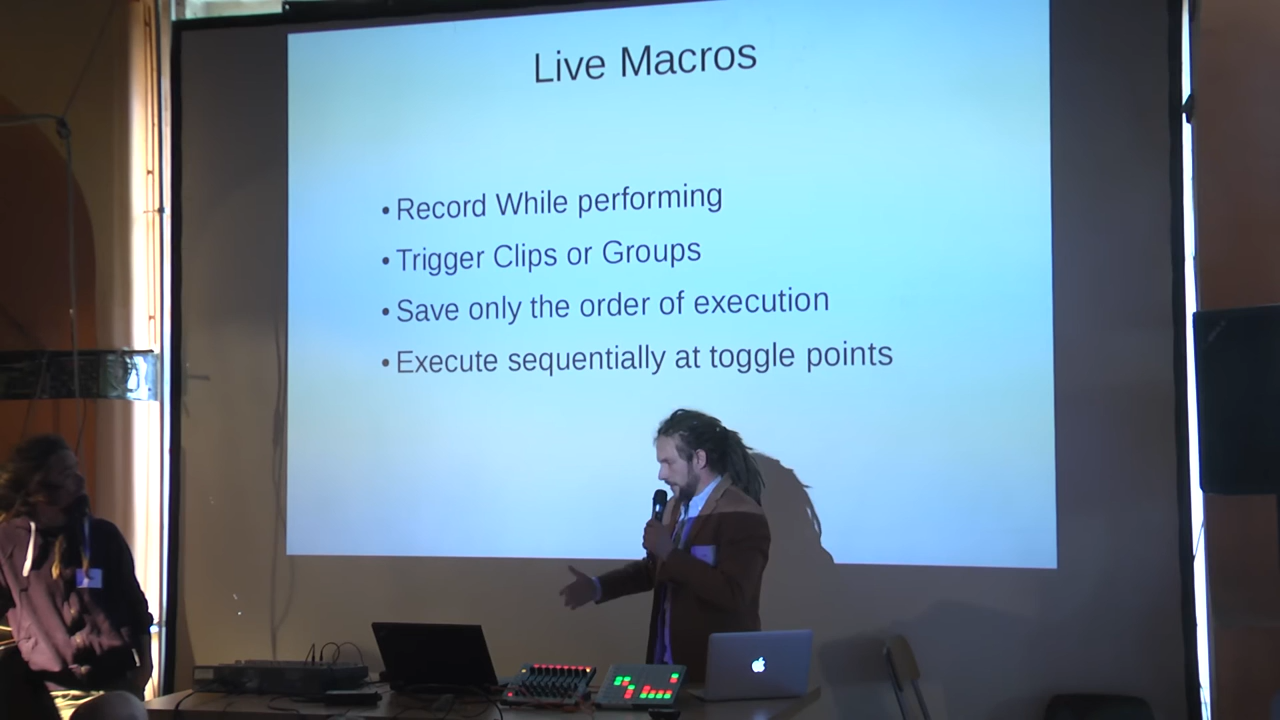 Live Macros
• Record While performing
• Trigger Clips or Groups
• Save only the order of execution
• Execute sequentially at toggle points